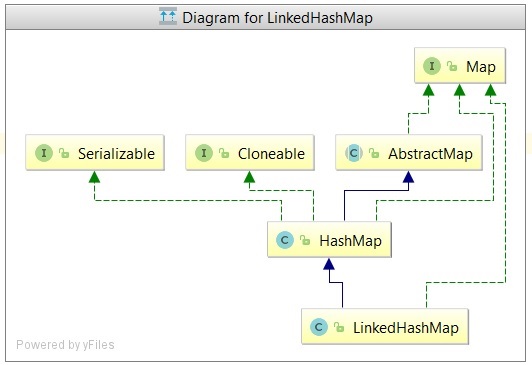 Diagram for LinkedHashMap
I Map
I Serializable
I Cloneable
C AbstractMap
C HashMap
C LinkedHashMap
Powered by yFiles